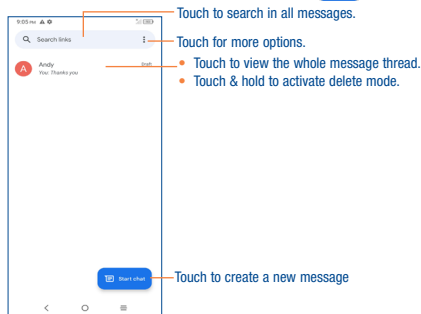 Touch to search in all messages.
9:05 PM
Search links
Touch for more options.
Andy
Draft
A
You: Thanks you
• Touch to view the whole message thread.
• Touch & hold to activate delete mode.
Start chat
Touch to create a new message